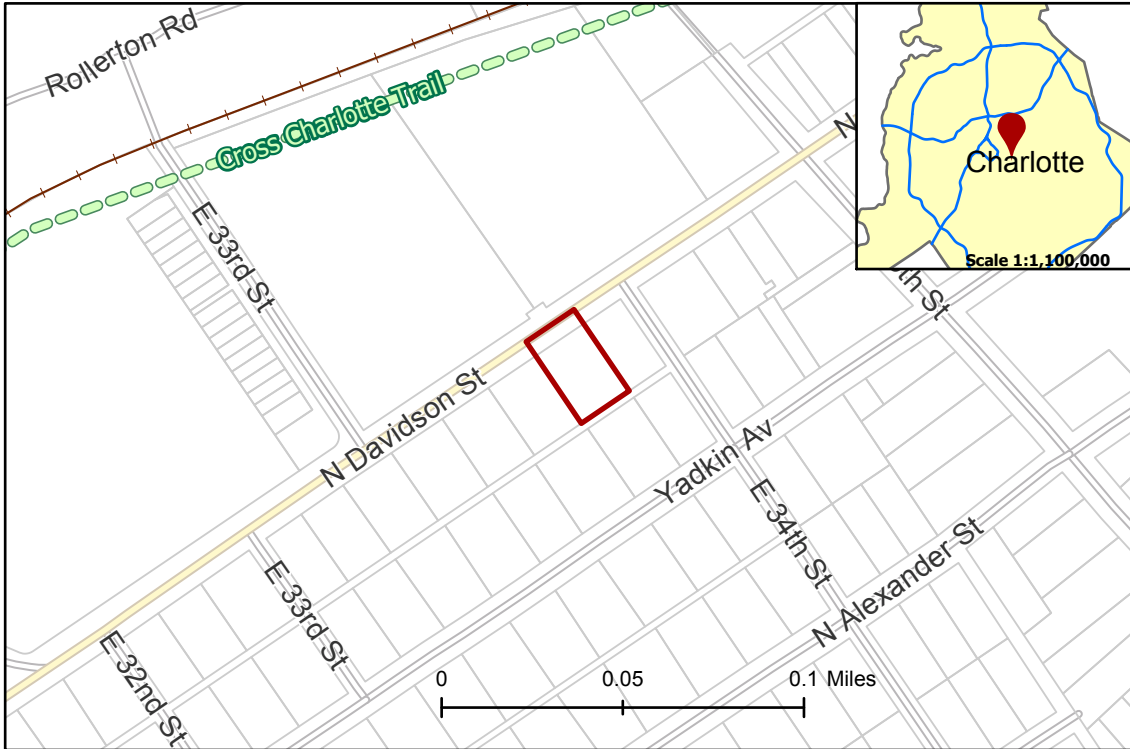 Rollerton Rd
Cross Charlotte Trail
Charlotte
Scale 1:1,100,000
E 33rd St
N Davidson St
Yadkin Av
E 34th St
N Alexander St
E 33rd St
E 32nd St
0 0.05 0.1 Miles